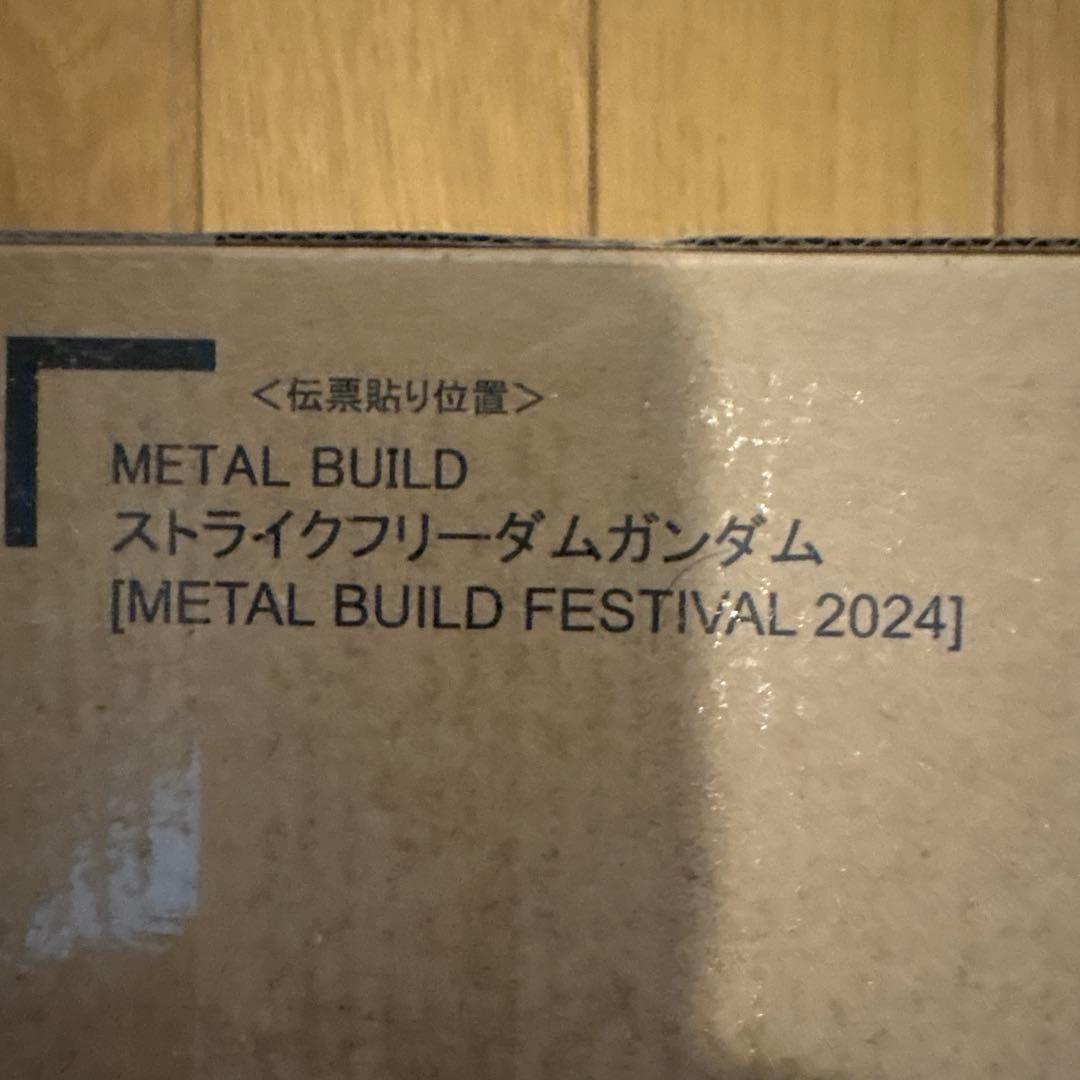 <伝票貼り位置>
METAL BUILD
ストライクフリーダムガンダム
[METAL BUILD FESTIVAL 2024]